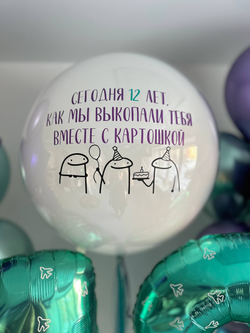 СЕГОДНЯ 12 ЛЕТ,
КАК МЫ ВЫКОПАЛИ ТЕБЯ
ВМЕСТЕ С КАРТОШКОЙ